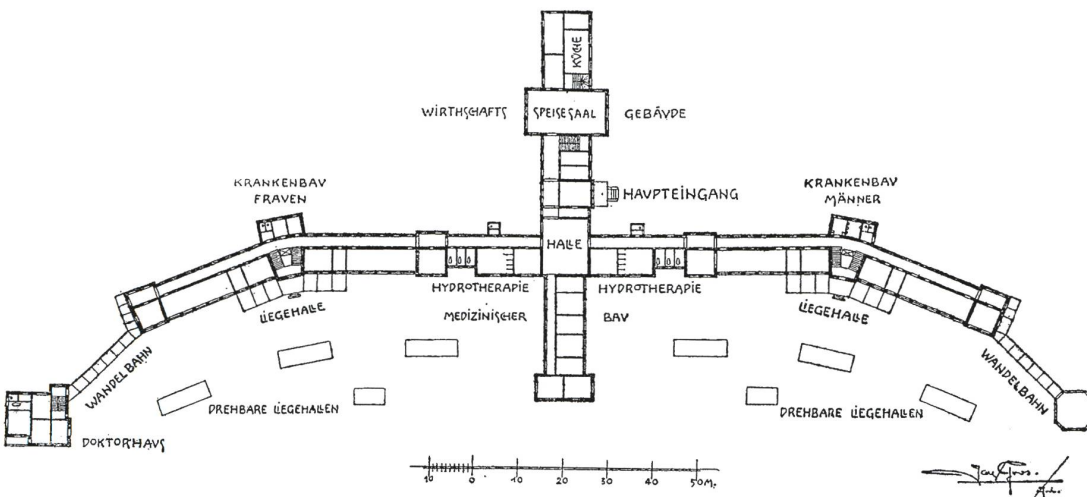 KÜCHE
WIRTHSCHAFTS SPEISESAAL GEBÄVDE
KRANKENBAV
FRAVEN
HAVPTEINGANG
KRANKENBAV
MÄNNER
HALLE
HYDROTHERAPIE HYDROTHERAPIE
MEDIZINISCHER BAV
LIEGEHALLE
LIEGEHALLE
WANDELBAHN
WANDELBAHN
DREHBARE LIEGEHALLEN
DREHBARE LIEGEHALLEN
DOKTORHAVS
10 0 10 20 30 40 50 M.